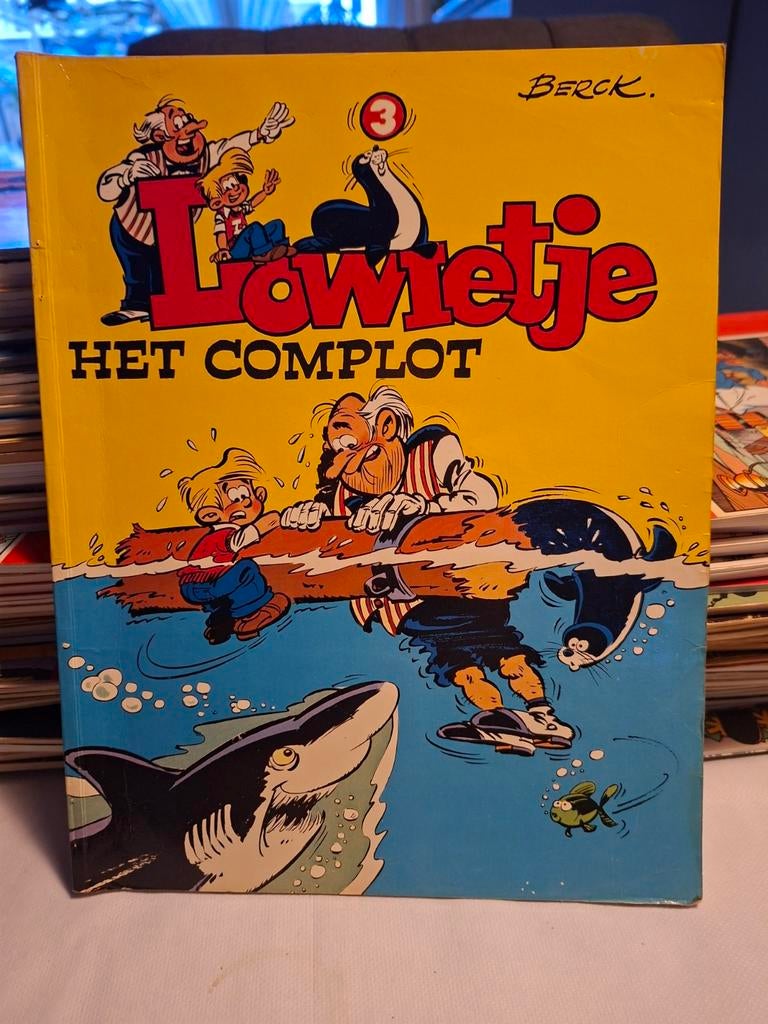 BERCK.
3
Lowietje
HET COMPLOT